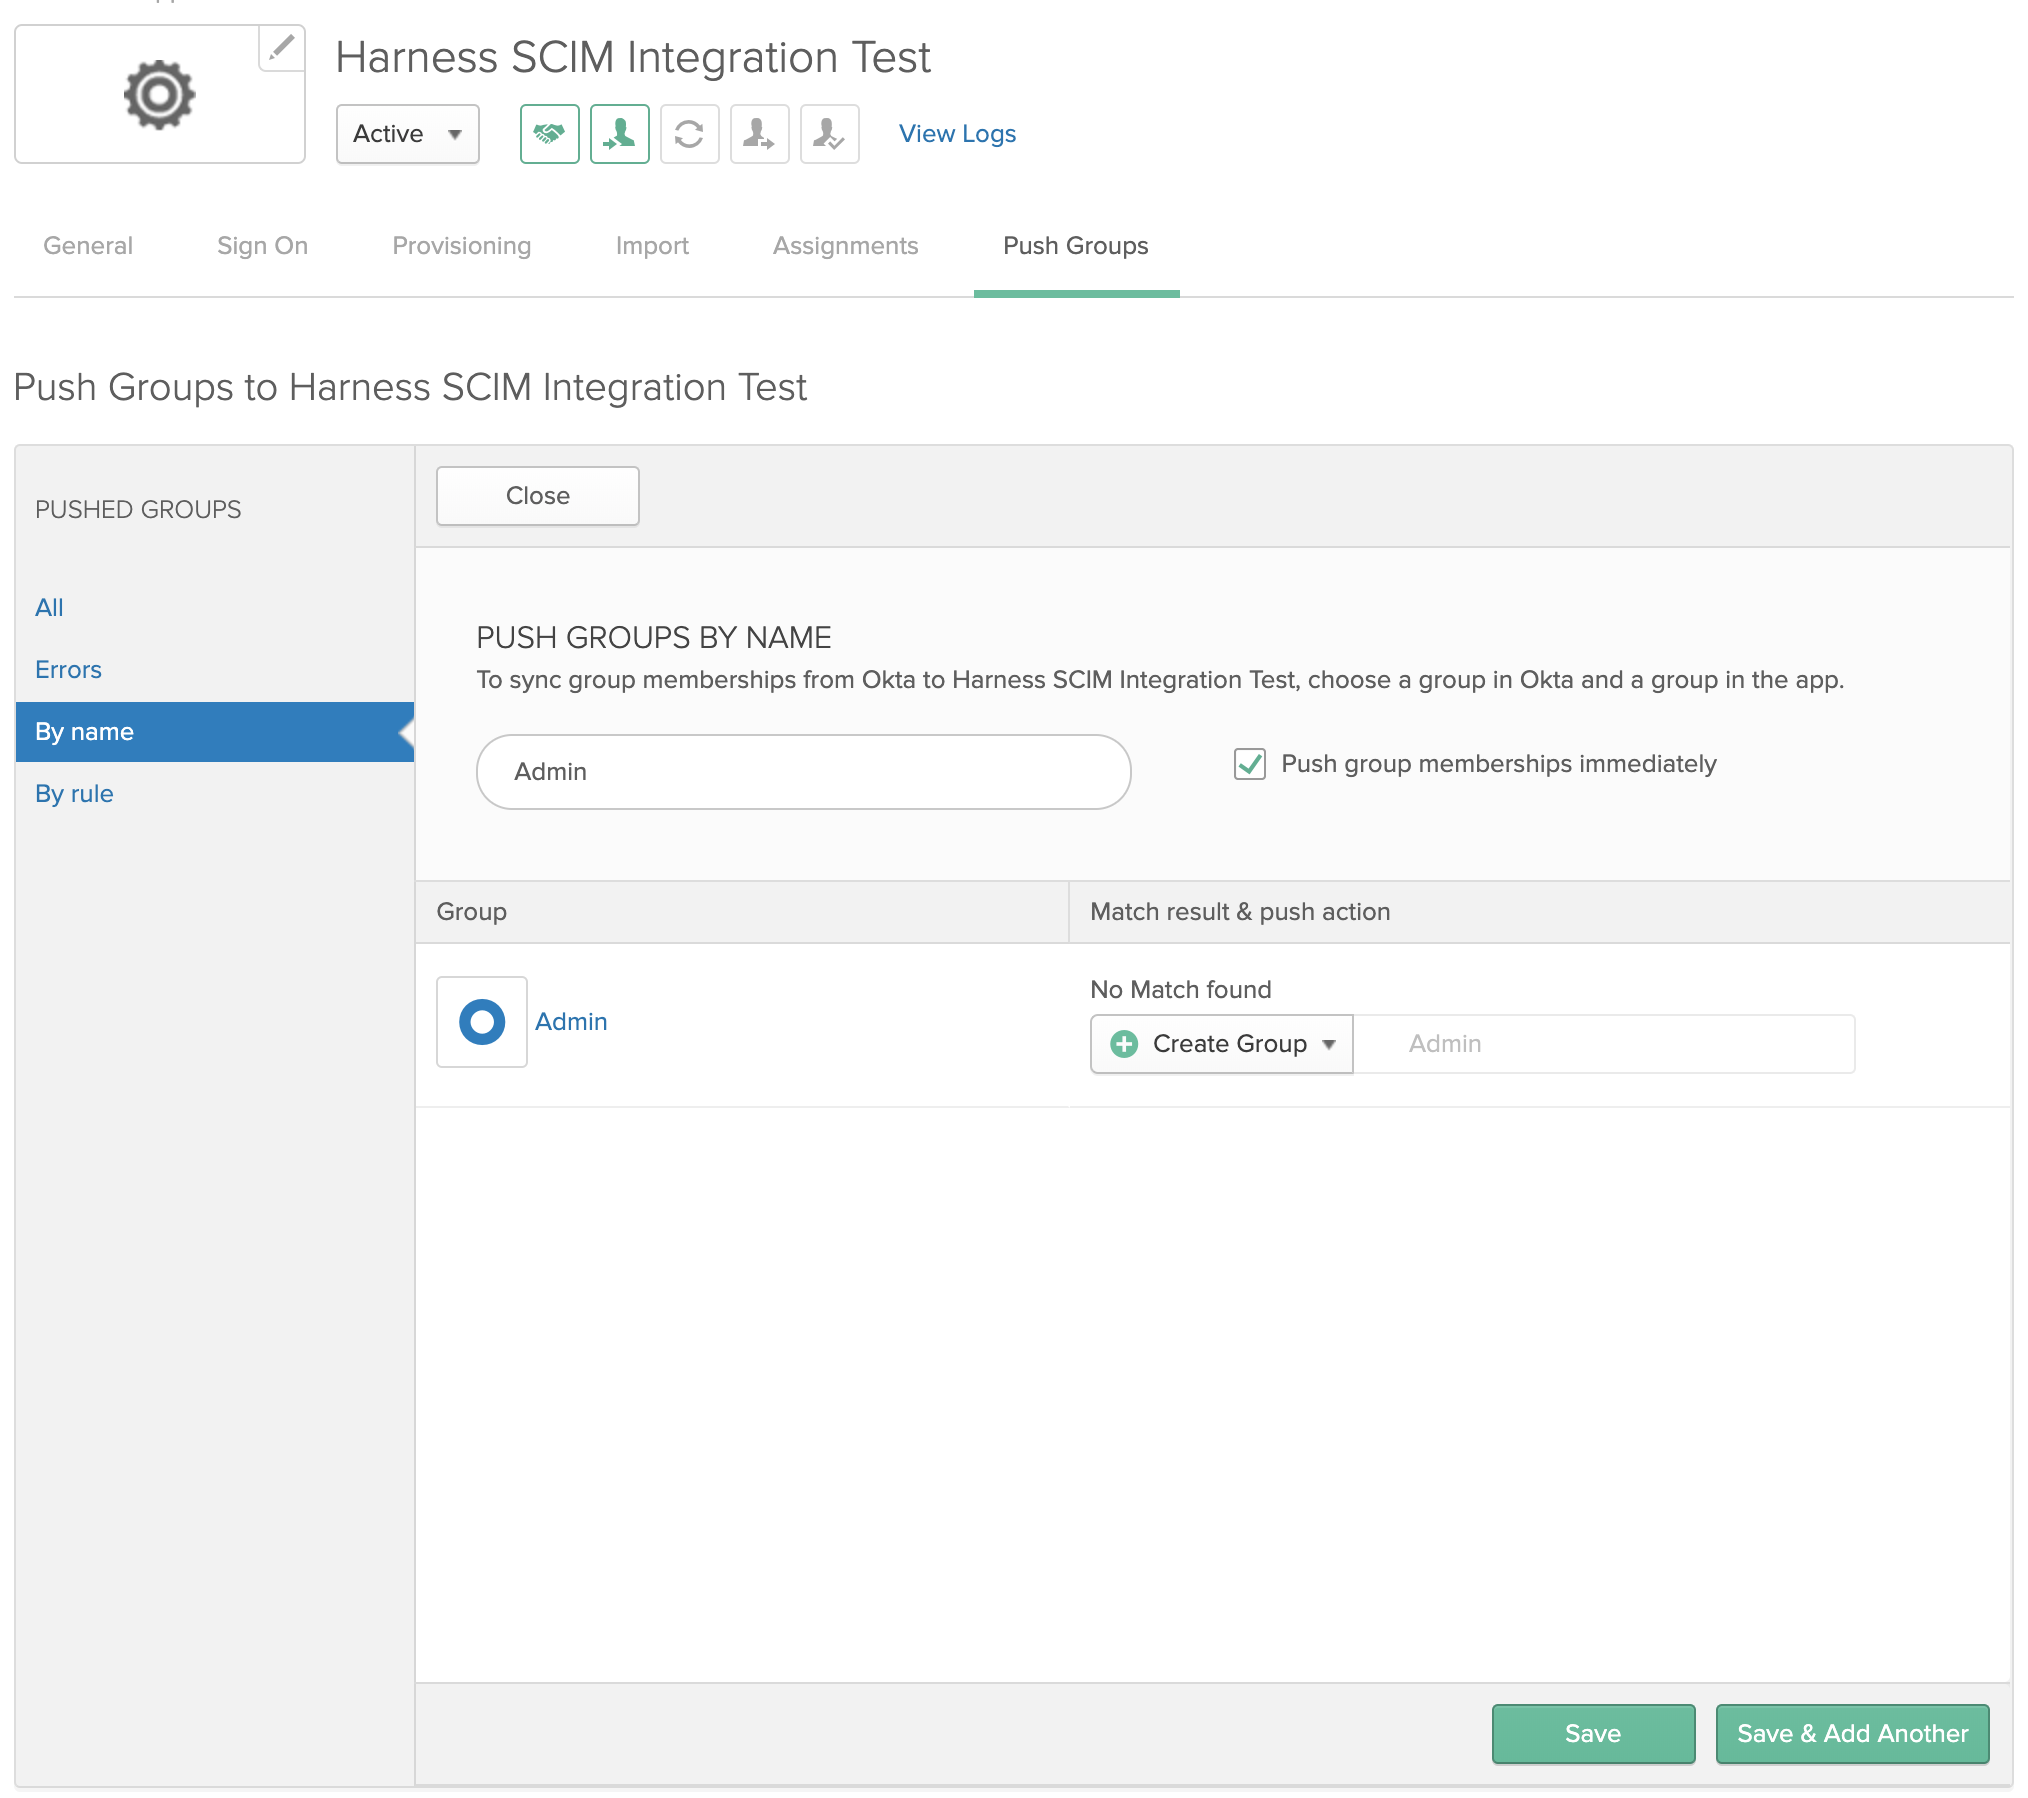 Harness SCIM Integration Test
Active
View Logs
General
Sign On
Provisioning
Import
Assignments
Push Groups
Push Groups to Harness SCIM Integration Test
PUSHED GROUPS
All
Errors
By name
By rule
Close
PUSH GROUPS BY NAME
To sync group memberships from Okta to Harness SCIM Integration Test, choose a group in Okta and a group in the app.
Admin
Push group memberships immediately
Group
Match result & push action
Admin
No Match found
Create Group
Admin
Save
Save & Add Another